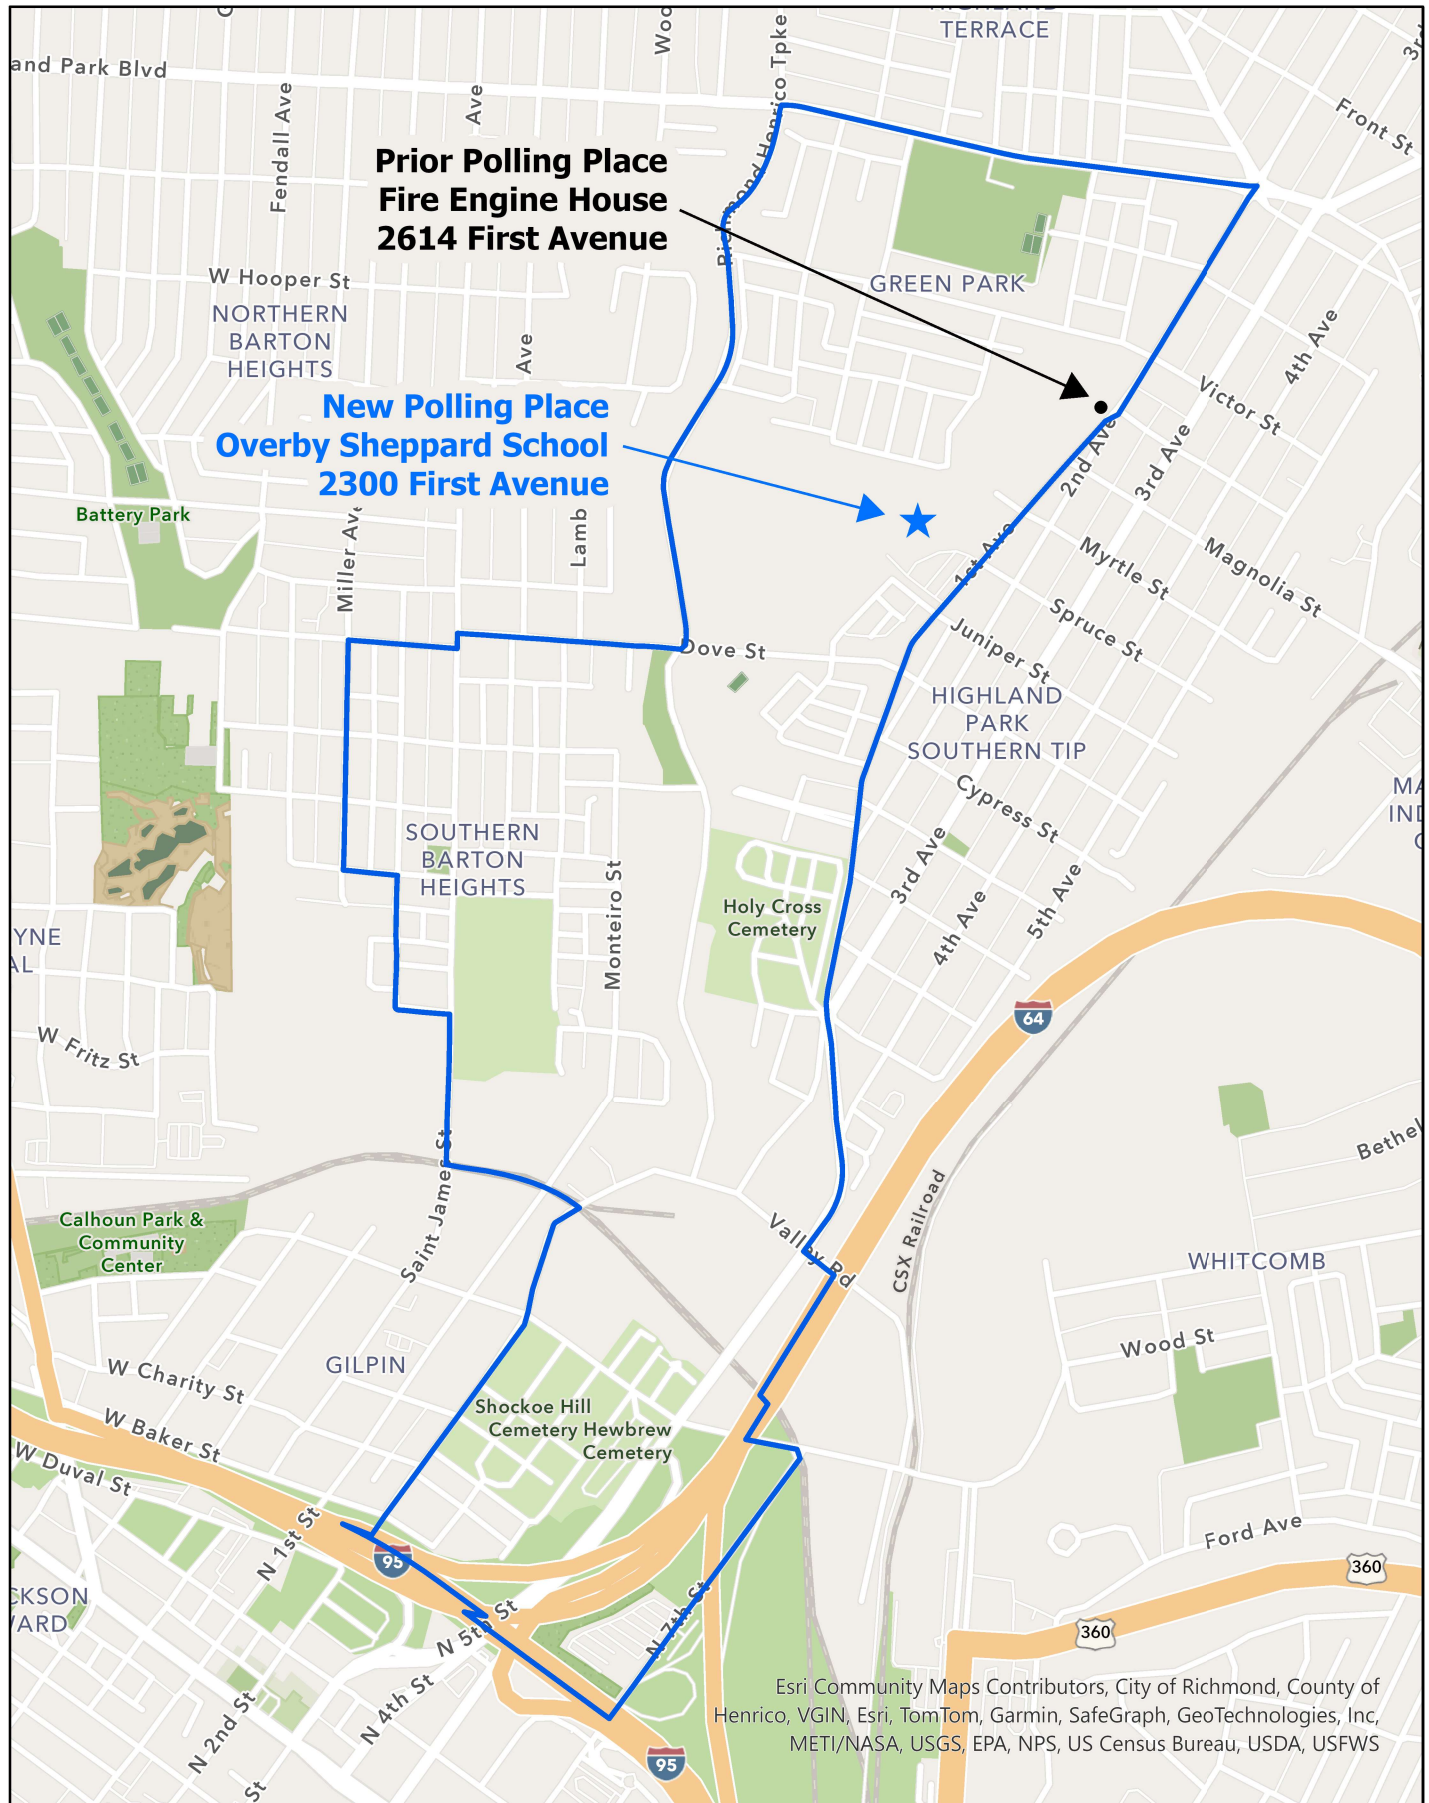 HIGHLAND
TERRACE
and Park Blvd
Fendall Ave
Ave
Richmond Henrico Tpke
Front St
Prior Polling Place
Fire Engine House
2614 First Avenue
W Hooper St
NORTHERN
BARTON
HEIGHTS
GREEN PARK
Ave
4th Ave
Victor St
New Polling Place
Overby Sheppard School
2300 First Avenue
2nd Ave
3rd Ave
Battery Park
Miller Ave
Lamb
1st Ave
Myrtle St
Magnolia St
Spruce St
Juniper St
Dove St
HIGHLAND
PARK
SOUTHERN TIP
Cypress St
SOUTHERN
BARTON
HEIGHTS
3rd Ave
4th Ave
5th Ave
Monteiro St
Holy Cross
Cemetery
YNE
AL
64
W Fritz St
Saint James St
Bethel
Calhoun Park &
Community
Center
Valley Rd
CSX Railroad
WHITCOMB
Wood St
GILPIN
W Charity St
W Baker St
W Duval St
Shockoe Hill
Cemetery Hewbrew
Cemetery
N 1st St
95
Ford Ave
360
360
CKSON
WARD
N 5th St
N 7th St
N 4th St
N 2nd St
St
95
Esri Community Maps Contributors, City of Richmond, County of
Henrico, VGIN, Esri, TomTom, Garmin, SafeGraph, GeoTechnologies, Inc,
METI/NASA, USGS, EPA, NPS, US Census Bureau, USDA, USFWS